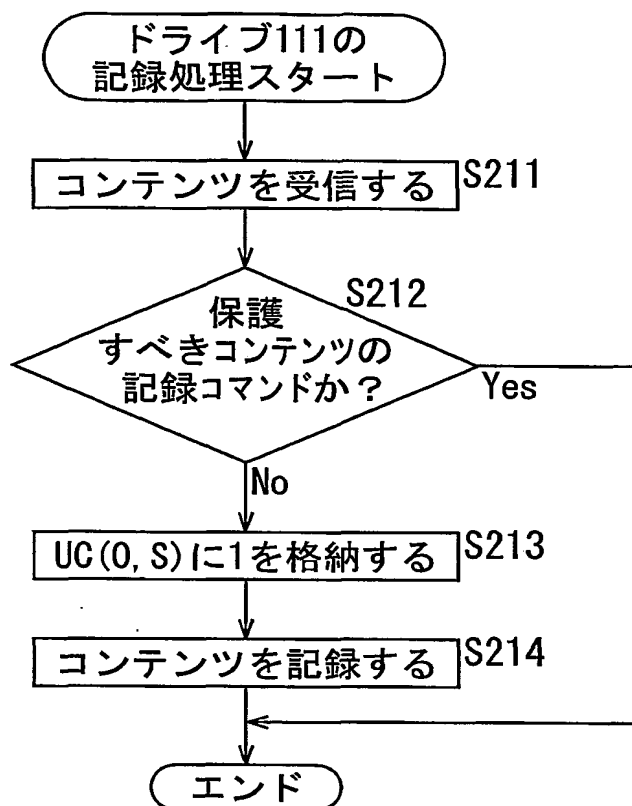 ドライブ111の
記録処理スタート
コンテンツを受信する
S211
S212
保護
すべきコンテンツの
記録コマンドか?
Yes
No
UC(0,S)に1を格納する
S213
コンテンツを記録する
S214
エンド